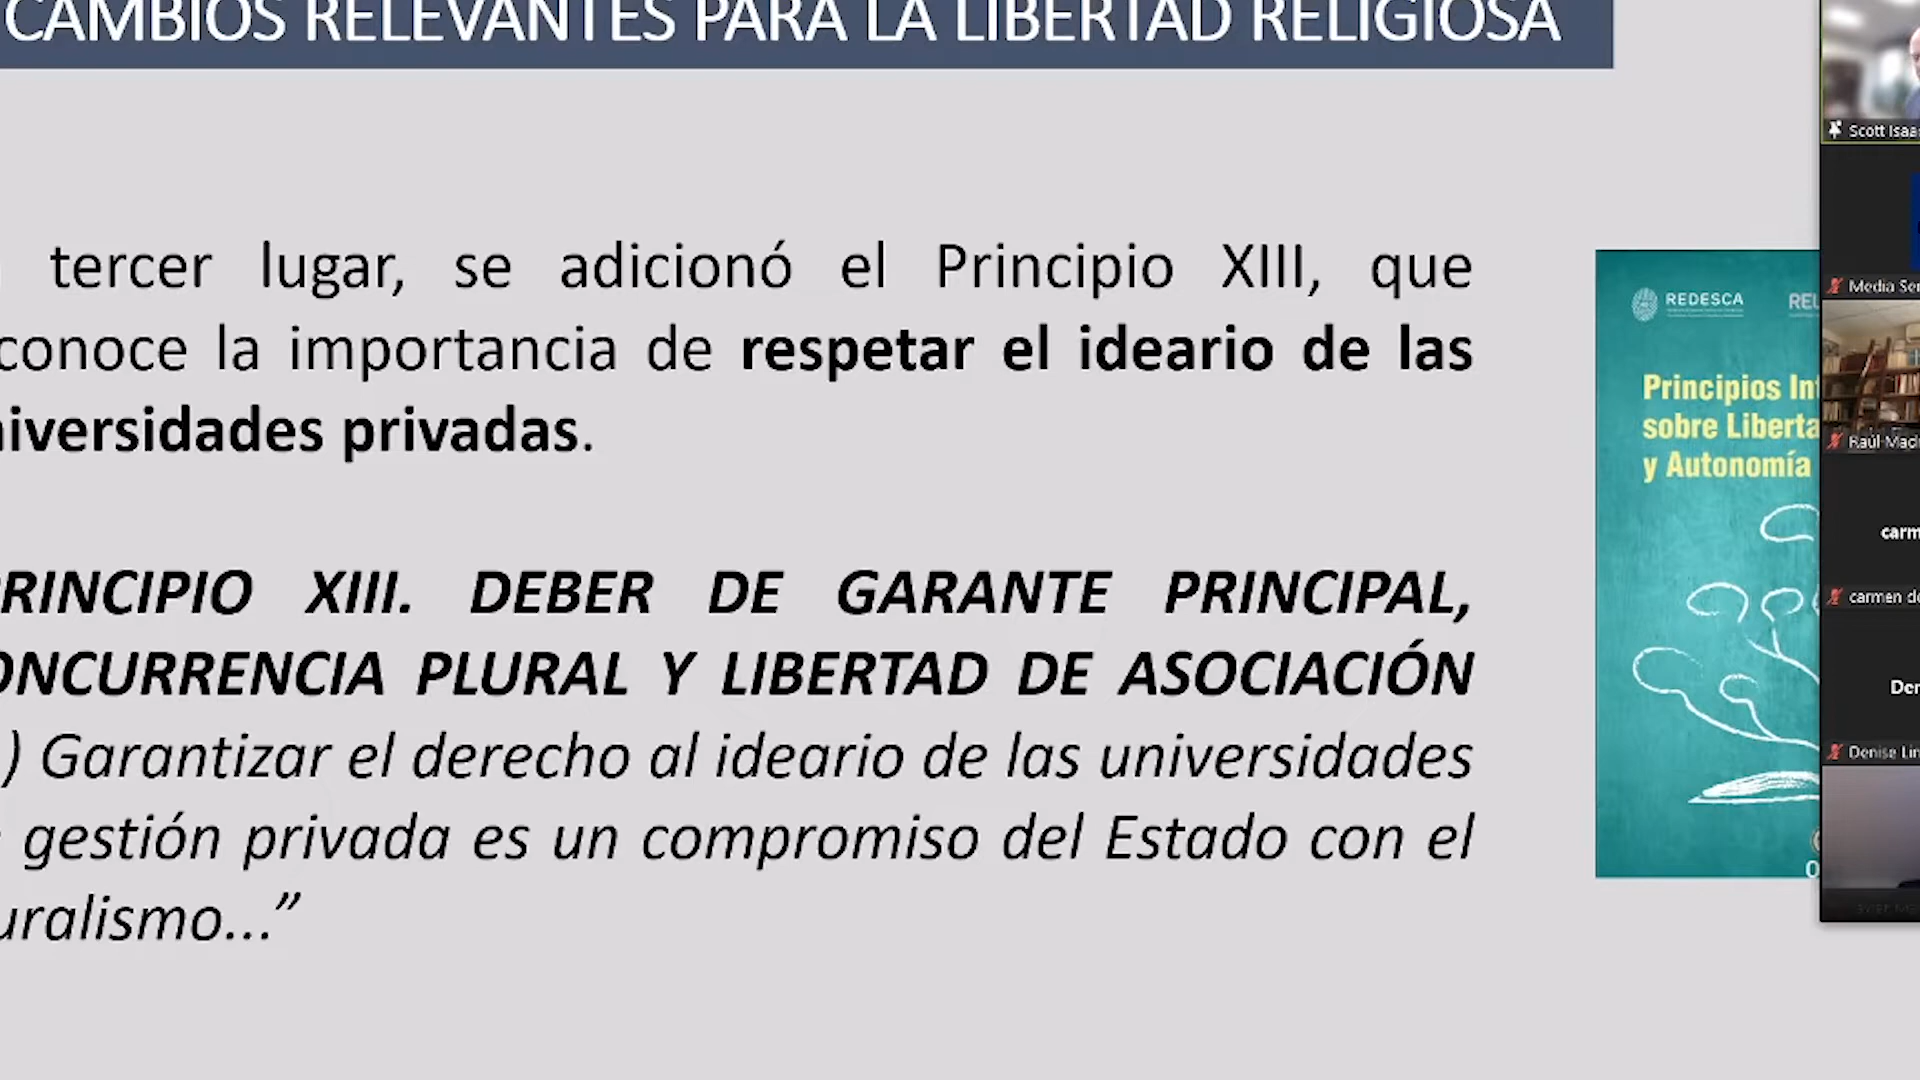 CAMBIOS RELEVANTES PARA LA LIBERTAD RELIGIOSA
tercer lugar, se adicionó el Principio XIII, que
conoce la importancia de respetar el ideario de las
niversidades privadas.
PRINCIPIO XIII. DEBER DE GARANTE PRINCIPAL,
ONCURRENCIA PLURAL Y LIBERTAD DE ASOCIACIÓN
.) Garantizar el derecho al ideario de las universidades
gestión privada es un compromiso del Estado con el
uralismo...”
REDESCA
REL
Principios Int
sobre Liberta
y Autonomía
Scott Isaa
Media Ser
Raúl Mad
carm
carmen de
Den
Denise Lin